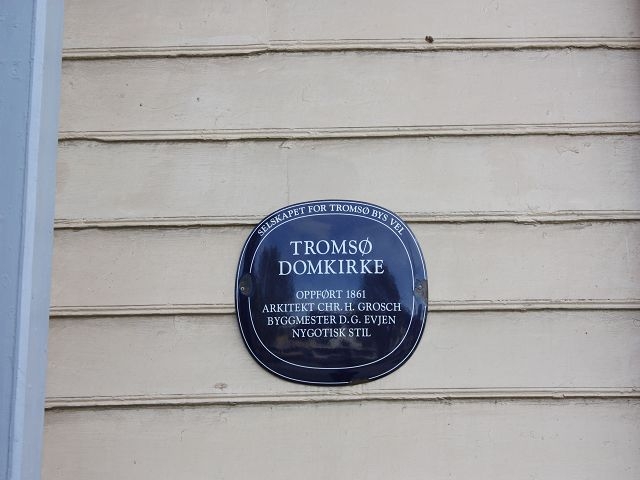 SELSKAPET FOR TROMSØ BYS VEL
TROMSØ
DOMKIRKE
OPPFØRT 1861
ARKITEKT CHR. H. GROSCH
BYGGMESTER D. G. EVJEN
NYGOTISK STIL